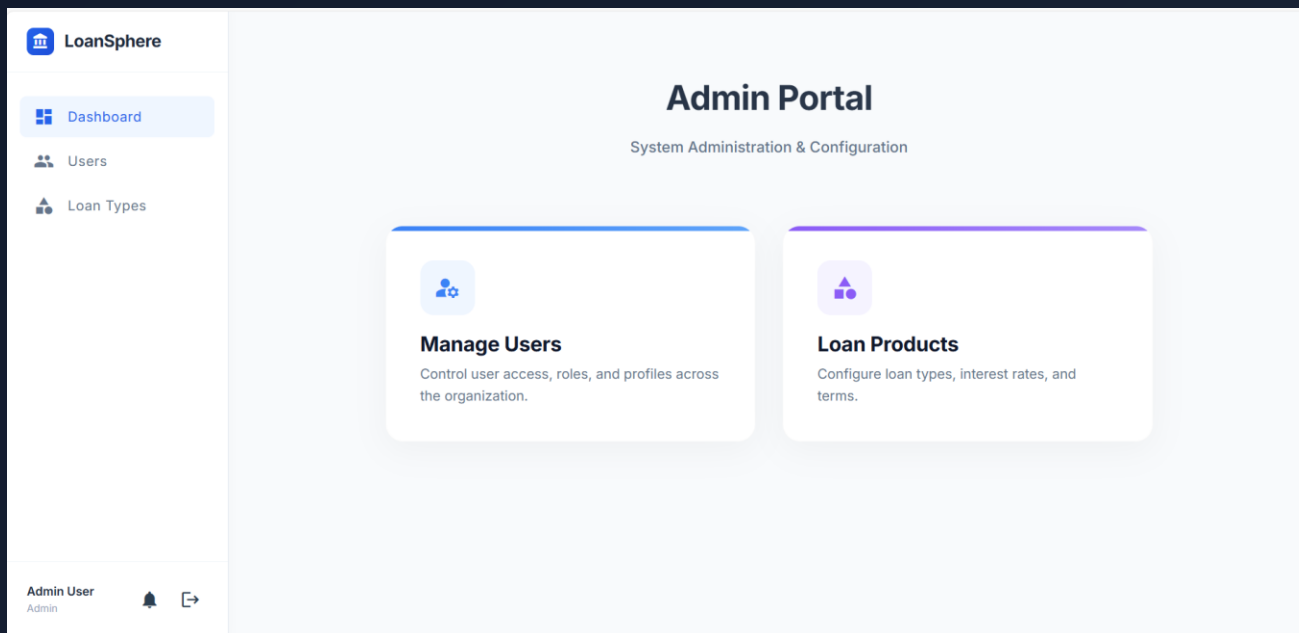 LoanSphere
Dashboard
Users
Loan Types
Admin User
Admin
Admin Portal
System Administration & Configuration
Manage Users
Control user access, roles, and profiles across
the organization.
Loan Products
Configure loan types, interest rates, and
terms.